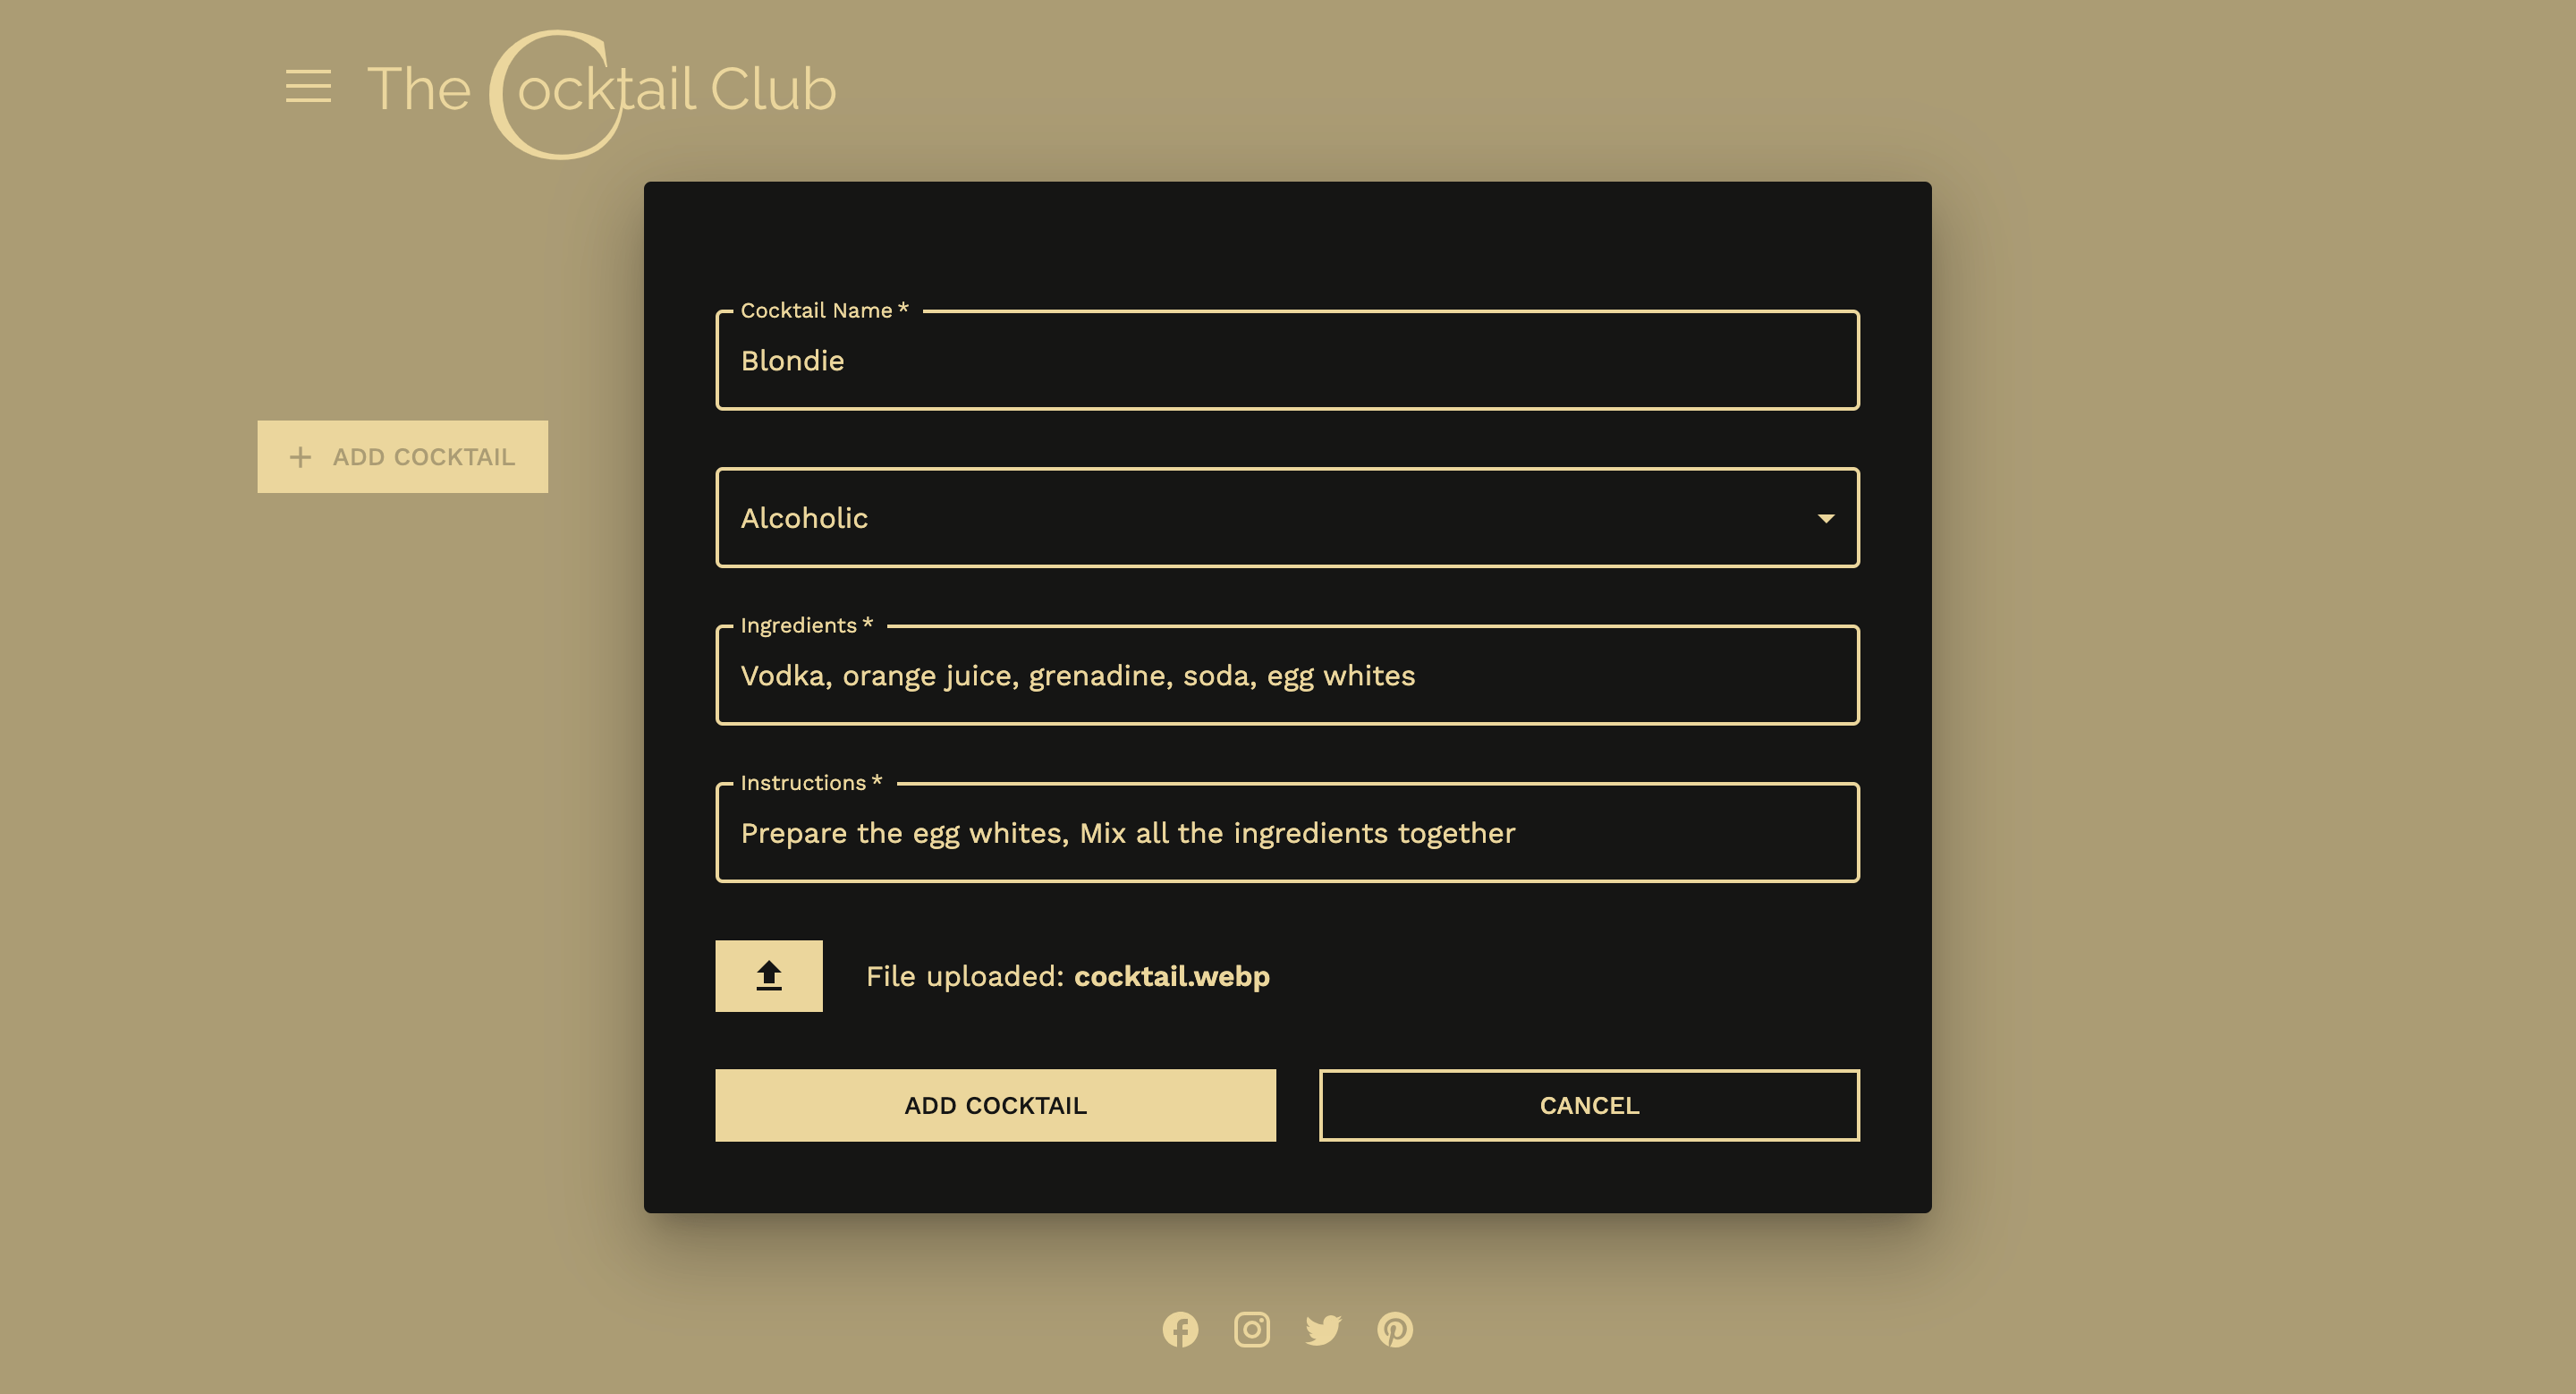 The Cocktail Club
ADD COCKTAIL
Cocktail Name *
Blondie
Alcoholic
Ingredients *
Vodka, orange juice, grenadine, soda, egg whites
Instructions *
Prepare the egg whites, Mix all the ingredients together
File uploaded: cocktail.webp
ADD COCKTAIL
CANCEL